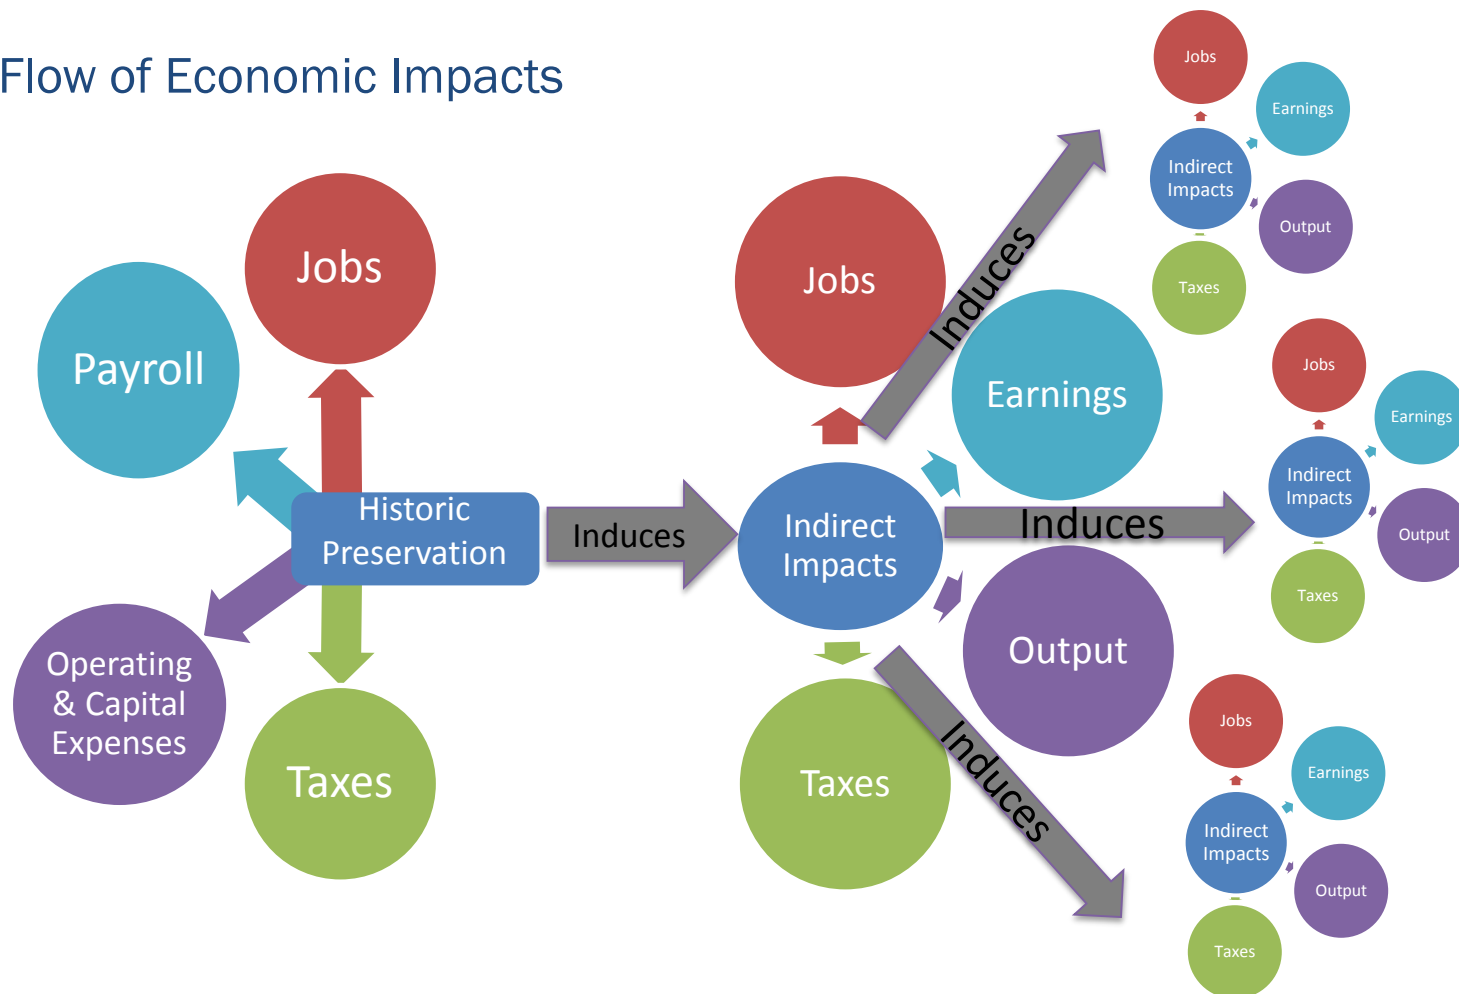 Flow of Economic Impacts
Jobs
Payroll
Historic
Preservation
Operating
& Capital
Expenses
Taxes
Induces
Jobs
Earnings
Indirect
Impacts
Output
Taxes
Induces
Induces
Induces
Jobs
Earnings
Indirect
Impacts
Output
Taxes
Jobs
Earnings
Indirect
Impacts
Output
Taxes
Jobs
Earnings
Indirect
Impacts
Output
Taxes